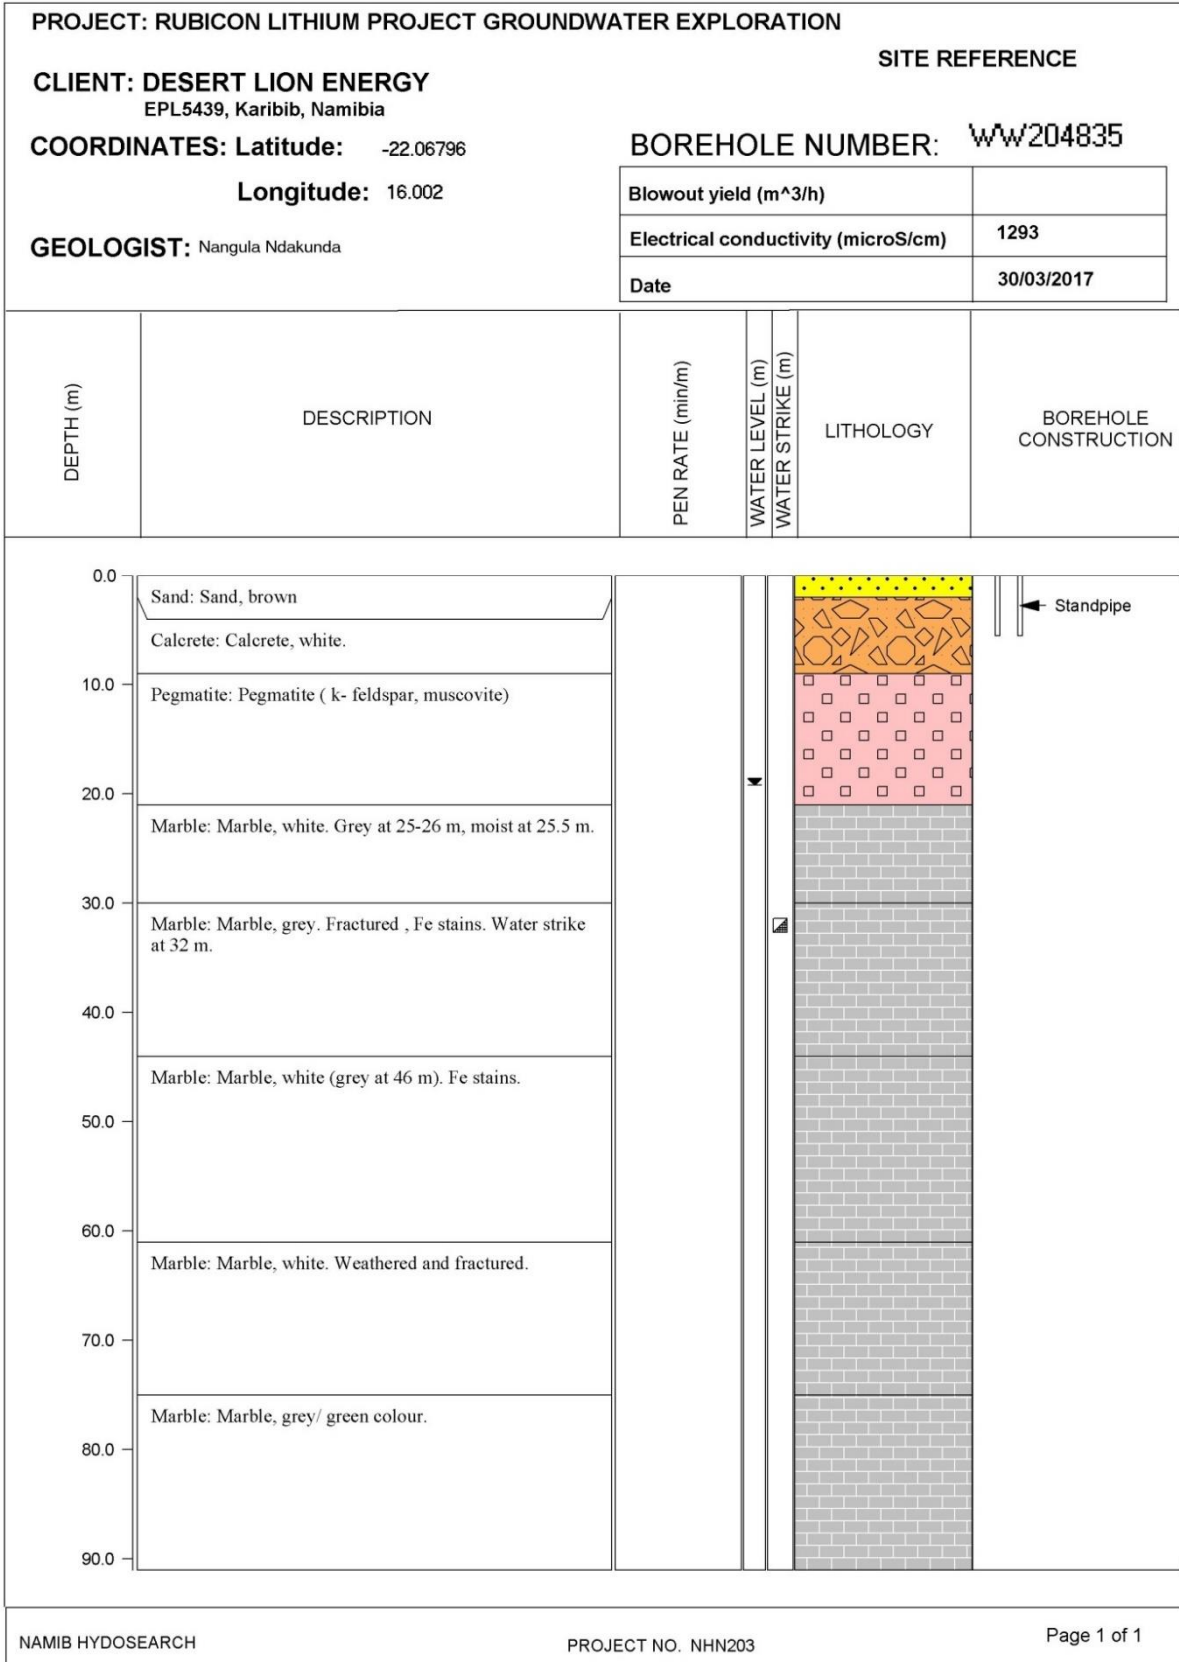 PROJECT: RUBICON LITHIUM PROJECT GROUNDWATER EXPLORATION
SITE REFERENCE
CLIENT: DESERT LION ENERGY
EPL5439, Karibib, Namibia
COORDINATES: Latitude: -22.06796
Longitude: 16.002
GEOLOGIST: Nangula Ndakunda
BOREHOLE NUMBER: WW204835
Blowout yield (m^3/h)
Electrical conductivity (microS/cm) 1293
Date 30/03/2017
DEPTH (m)
DESCRIPTION
PEN RATE (min/m)
WATER LEVEL (m)
WATER STRIKE (m)
LITHOLOGY
BOREHOLE
CONSTRUCTION
0.0
Sand: Sand, brown
Standpipe
Calcrete: Calcrete, white.
10.0
Pegmatite: Pegmatite ( k- feldspar, muscovite)
20.0
Marble: Marble, white. Grey at 25-26 m, moist at 25.5 m.
30.0
Marble: Marble, grey. Fractured , Fe stains. Water strike
at 32 m.
40.0
Marble: Marble, white (grey at 46 m). Fe stains.
50.0
60.0
Marble: Marble, white. Weathered and fractured.
70.0
Marble: Marble, grey/ green colour.
80.0
90.0
NAMIB HYDOSEARCH
PROJECT NO. NHN203
Page 1 of 1